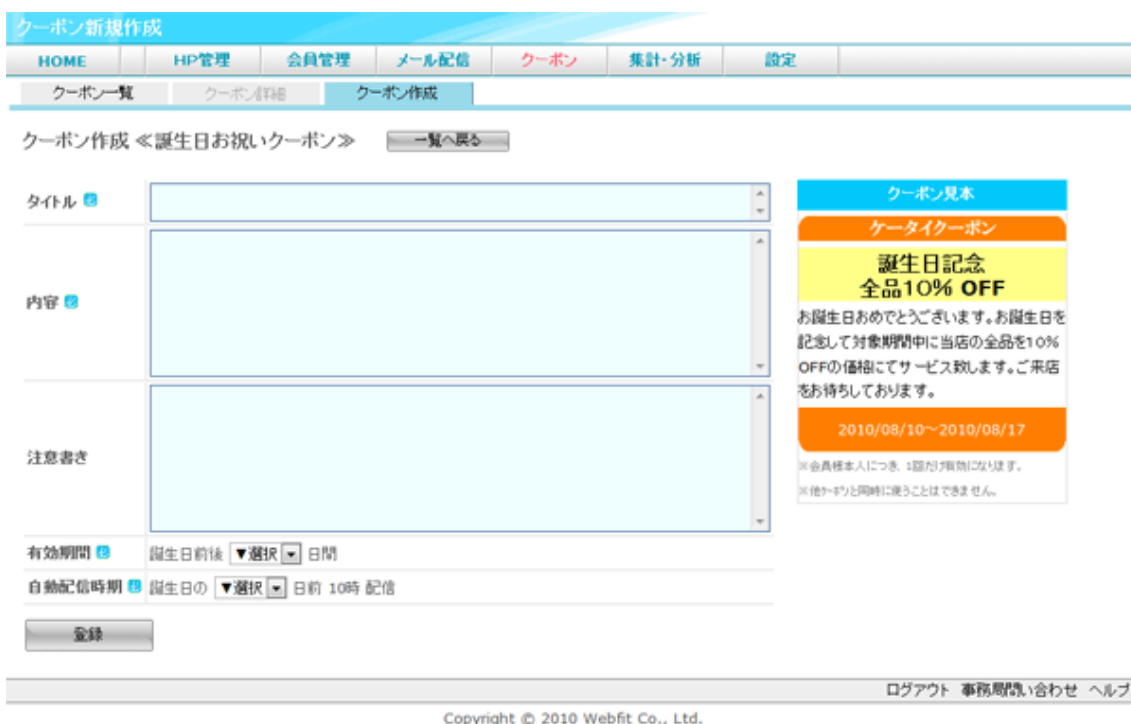 クーポン新規作成
HOME HP管理 会員管理 メール配信 クーポン 集計・分析 設定
クーポン一覧 クーポン詳細 クーポン作成
クーポン作成 ≪誕生日お祝いクーポン≫ 一覧へ戻る
タイトル 必
内容 必
注意書き
有効期間 必 誕生日前後 ▼選択 日間
自動配信時期 必 誕生日の ▼選択 日前 10時 配信
登録
クーポン見本
ケータイクーポン
誕生日記念
全品10% OFF
お誕生日おめでとうございます。お誕生日を
記念して対象期間中に当店の全品を10%
OFFの価格にてサービス致します。ご来店
をお待ちしております。
2010/08/10～2010/08/17
※会員様本人につき、1回だけ有効になります。
※他クーポンと同時に使うことはできません。
ログアウト 事務局問い合わせ ヘルプ
Copyright © 2010 Webfit Co., Ltd.